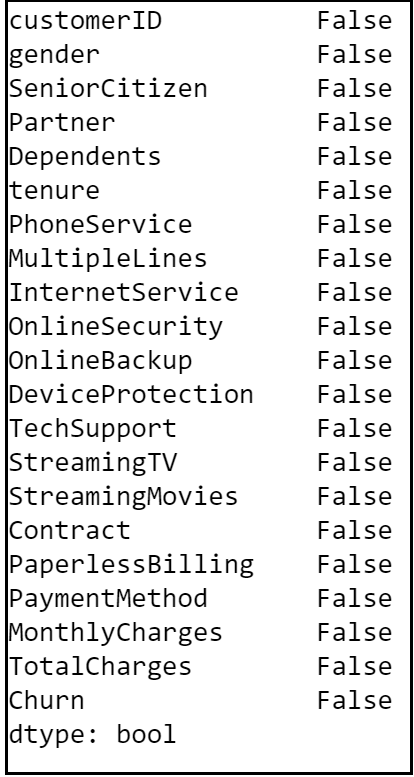 customerID False
gender False
SeniorCitizen False
Partner False
Dependents False
tenure False
PhoneService False
MultipleLines False
InternetService False
OnlineSecurity False
OnlineBackup False
DeviceProtection False
TechSupport False
StreamingTV False
StreamingMovies False
Contract False
PaperlessBilling False
PaymentMethod False
MonthlyCharges False
TotalCharges False
Churn False
dtype: bool